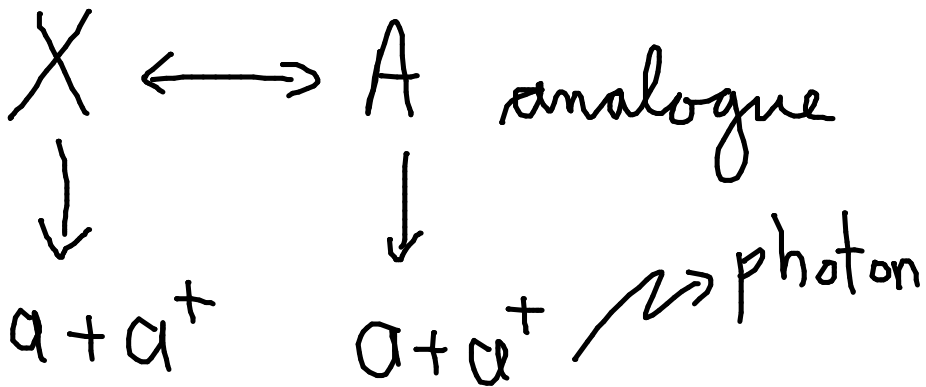 X ↔ A analogue
↓ ↓
a + a⁺ a + a⁺ photon